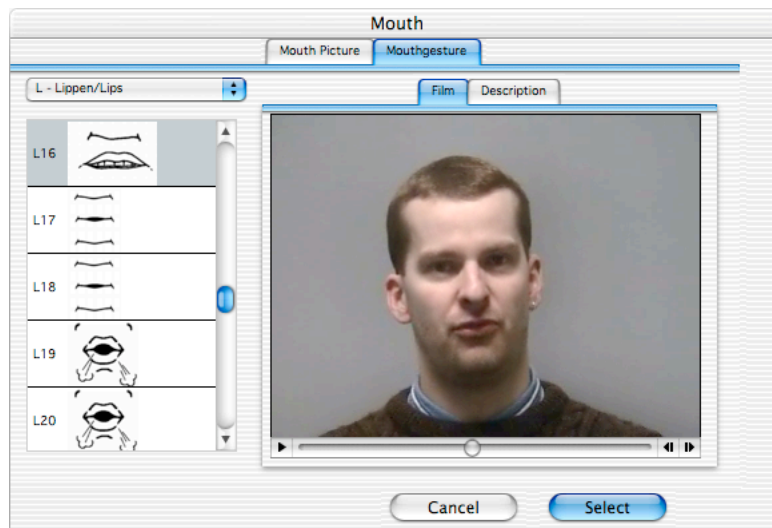 Mouth
Mouth Picture Mouthgesture
L - Lippen/Lips
Film Description
L16
L17
L18
L19
L20
Cancel Select